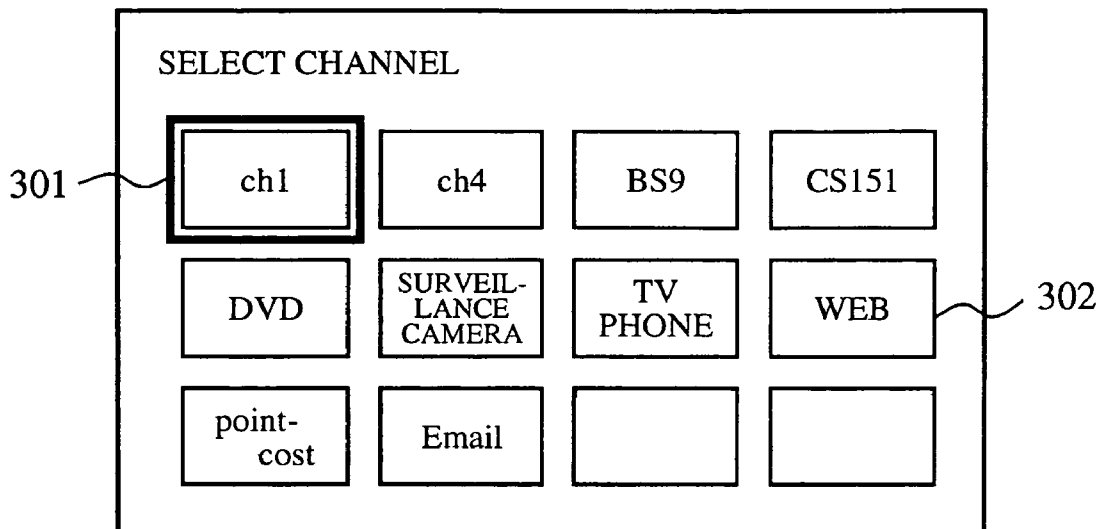 SELECT CHANNEL
301
ch1
ch4
BS9
CS151
DVD
SURVEIL-
LANCE
CAMERA
TV
PHONE
WEB
302
point-
cost
Email